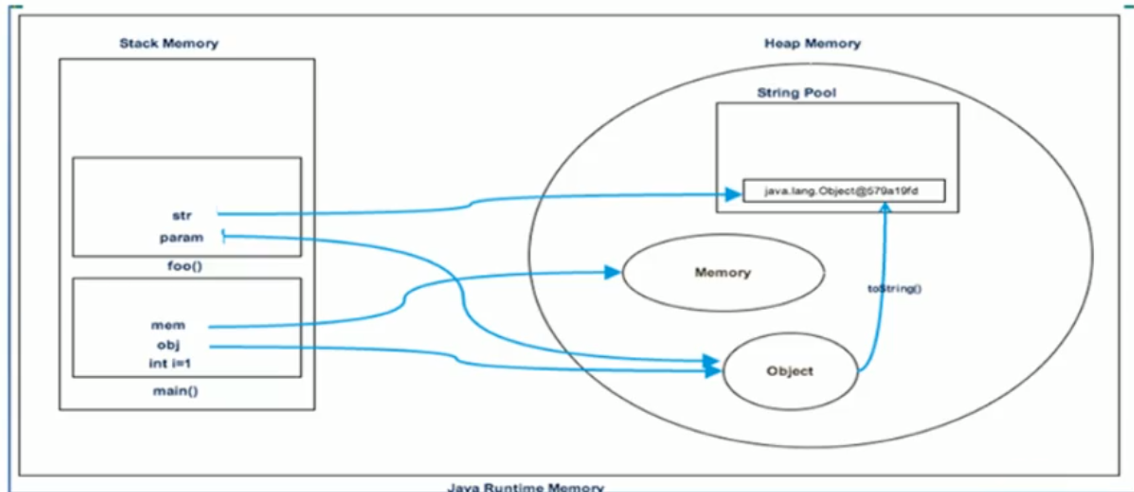 Stack Memory
Heap Memory
String Pool
java.lang.Object@579a19fd
str
param
foo()
Memory
toString()
mem
obj
int i=1
main()
Object
Java Runtime Memory